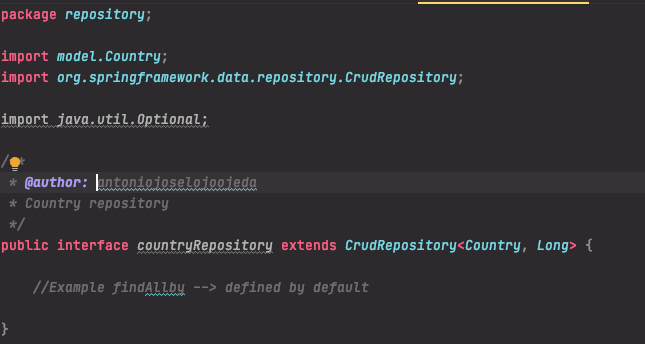 package repository;
import model.Country;
import org.springframework.data.repository.CrudRepository;
import java.util.Optional;
/**
* @author: antoniojoselojoojeda
* Country repository
*/
public interface countryRepository extends CrudRepository<Country, Long> {
//Example findAllby --> defined by default
}